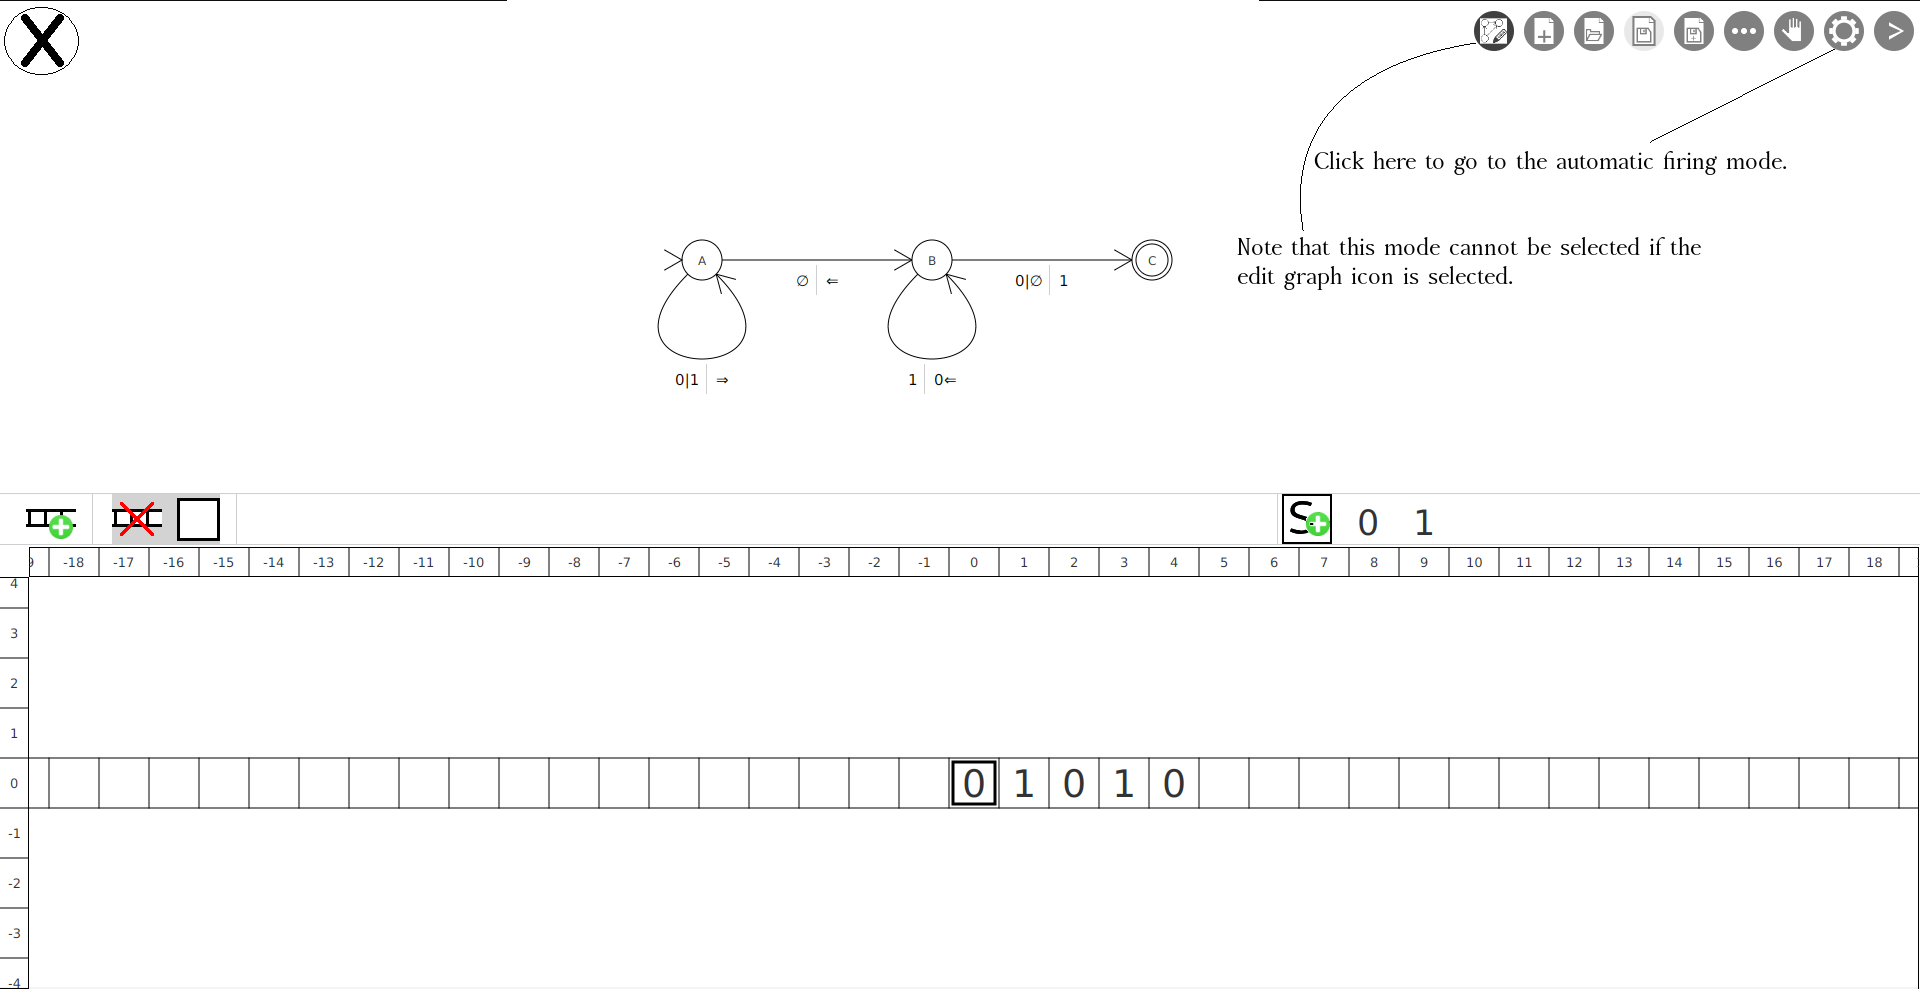 X
Click here to go to the automatic firing mode.
Note that this mode cannot be selected if the
edit graph icon is selected.
A B C
∅ ⇐ 0|∅ 1
0|1 ⇒ 1 0⇐
S 0 1
9 -18 -17 -16 -15 -14 -13 -12 -11 -10 -9 -8 -7 -6 -5 -4 -3 -2 -1 0 1 2 3 4 5 6 7 8 9 10 11 12 13 14 15 16 17 18
4
3
2
1
0 0 1 0 1 0
-1
-2
-3
-4